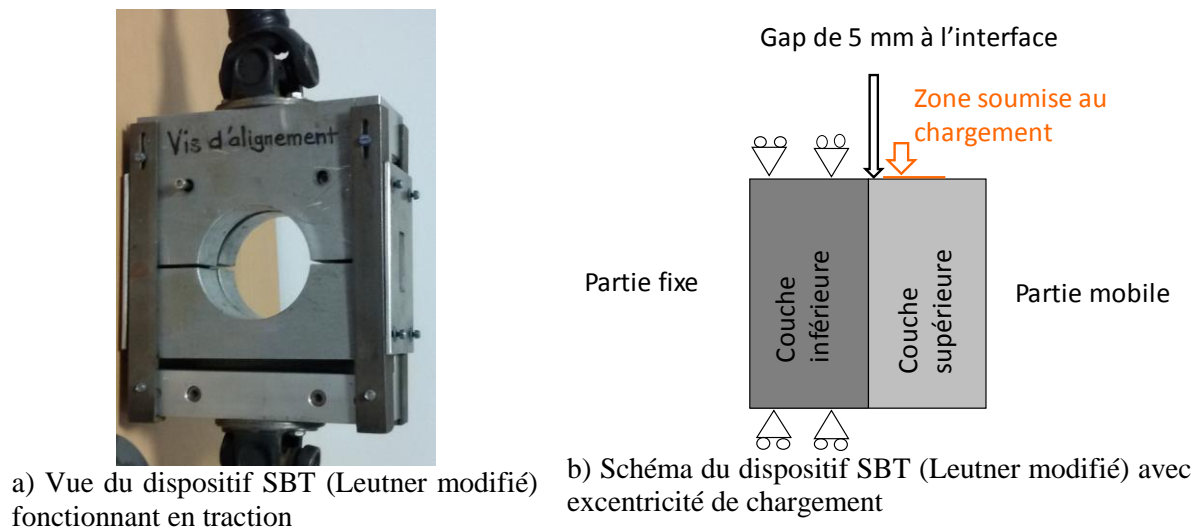 Vis d'alignement
Gap de 5 mm à l'interface
Zone soumise au
chargement
Partie fixe
Couche
inférieure
Couche
supérieure
Partie mobile
a) Vue du dispositif SBT (Leutner modifié)
fonctionnant en traction
b) Schéma du dispositif SBT (Leutner modifié) avec
excentricité de chargement